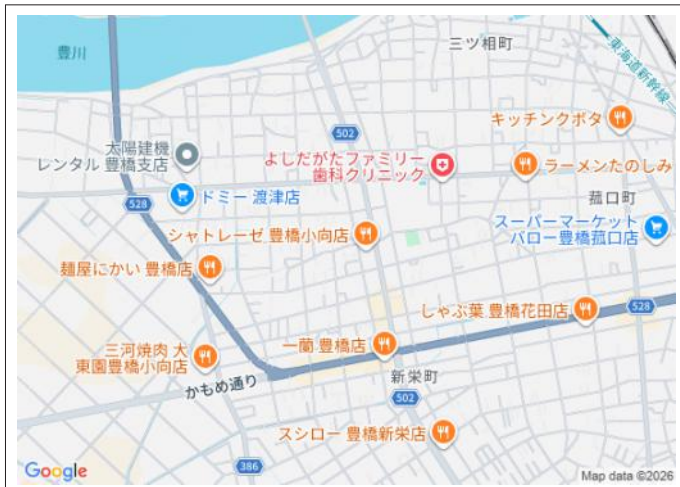 豊川
三ツ相町
東海道新幹線
キッチンクボタ
502
太陽建機
レンタル 豊橋支店
よしだがたファミリー
歯科クリニック
ラーメンたのしみ
ドミー 渡津店
528
菰口町
シャトレーゼ 豊橋小向店
スーパーマーケット
バロー豊橋菰口店
麺屋にかい 豊橋店
しゃぶ葉 豊橋花田店
528
三河焼肉 大
東園豊橋小向店
一蘭 豊橋店
かもめ通り
新栄町
502
スシロー 豊橋新栄店
386
Google
Map data ©2026